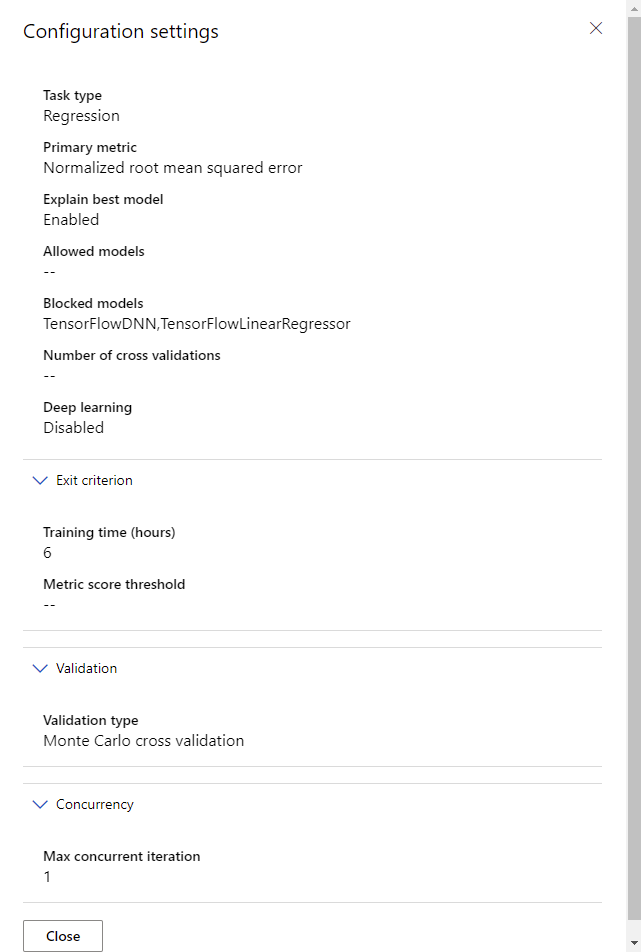 Configuration settings
Task type
Regression
Primary metric
Normalized root mean squared error
Explain best model
Enabled
Allowed models
--
Blocked models
TensorFlowDNN,TensorFlowLinearRegressor
Number of cross validations
--
Deep learning
Disabled
Exit criterion
Training time (hours)
6
Metric score threshold
--
Validation
Validation type
Monte Carlo cross validation
Concurrency
Max concurrent iteration
1
Close